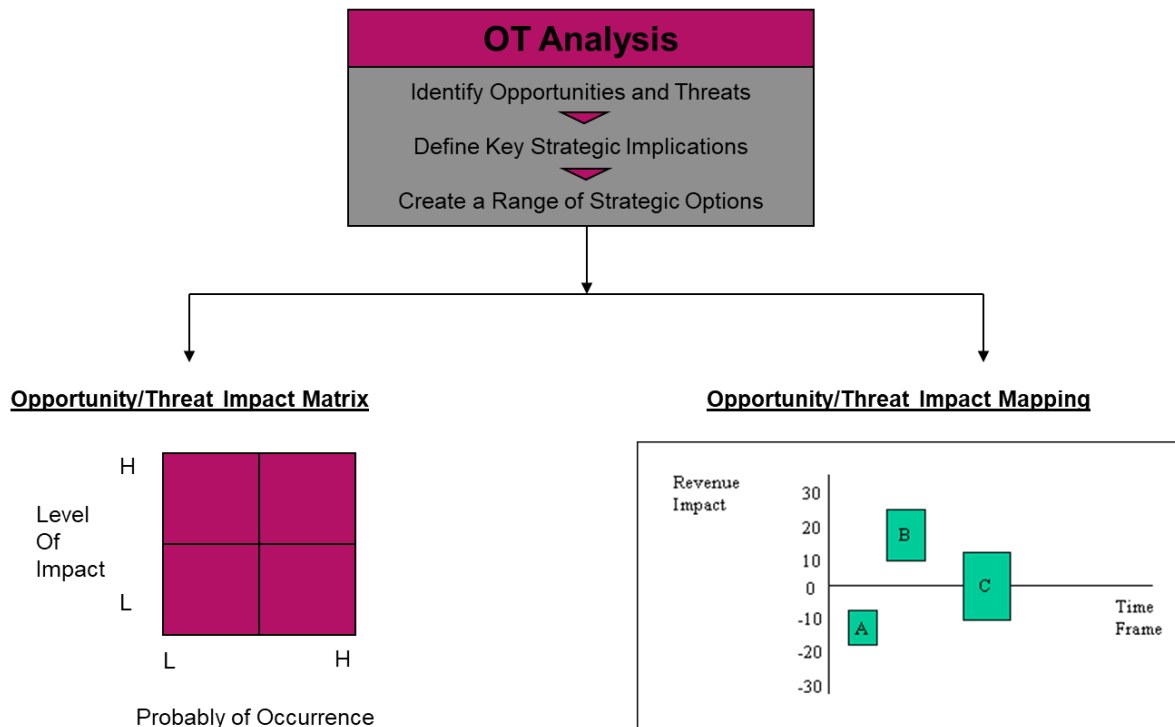 OT Analysis
Identify Opportunities and Threats
Define Key Strategic Implications
Create a Range of Strategic Options
Opportunity/Threat Impact Matrix
H
Level
Of
Impact
L
L
H
Probably of Occurrence
Opportunity/Threat Impact Mapping
Revenue
Impact
30
20
10
0
-10
-20
-30
B
C
A
Time
Frame